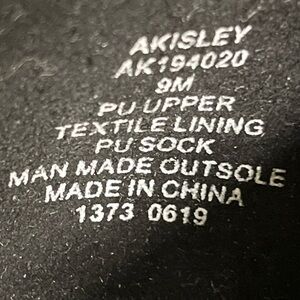 AKISLEY
AK194020
9M
PU UPPER
TEXTILE LINING
PU SOCK
MAN MADE OUTSOLE
MADE IN CHINA
1373 0619